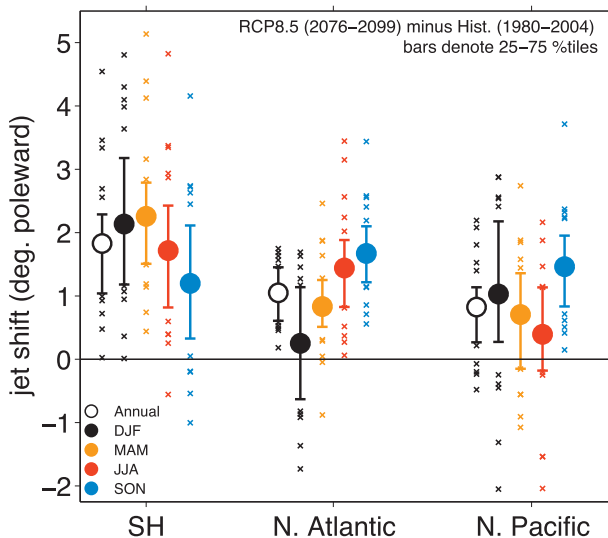 RCP8.5 (2076–2099) minus Hist. (1980–2004)
bars denote 25–75 %tiles
jet shift (deg. poleward)
5
4
3
2
1
0
−1
−2
Annual
DJF
MAM
JJA
SON
SH
N. Atlantic
N. Pacific